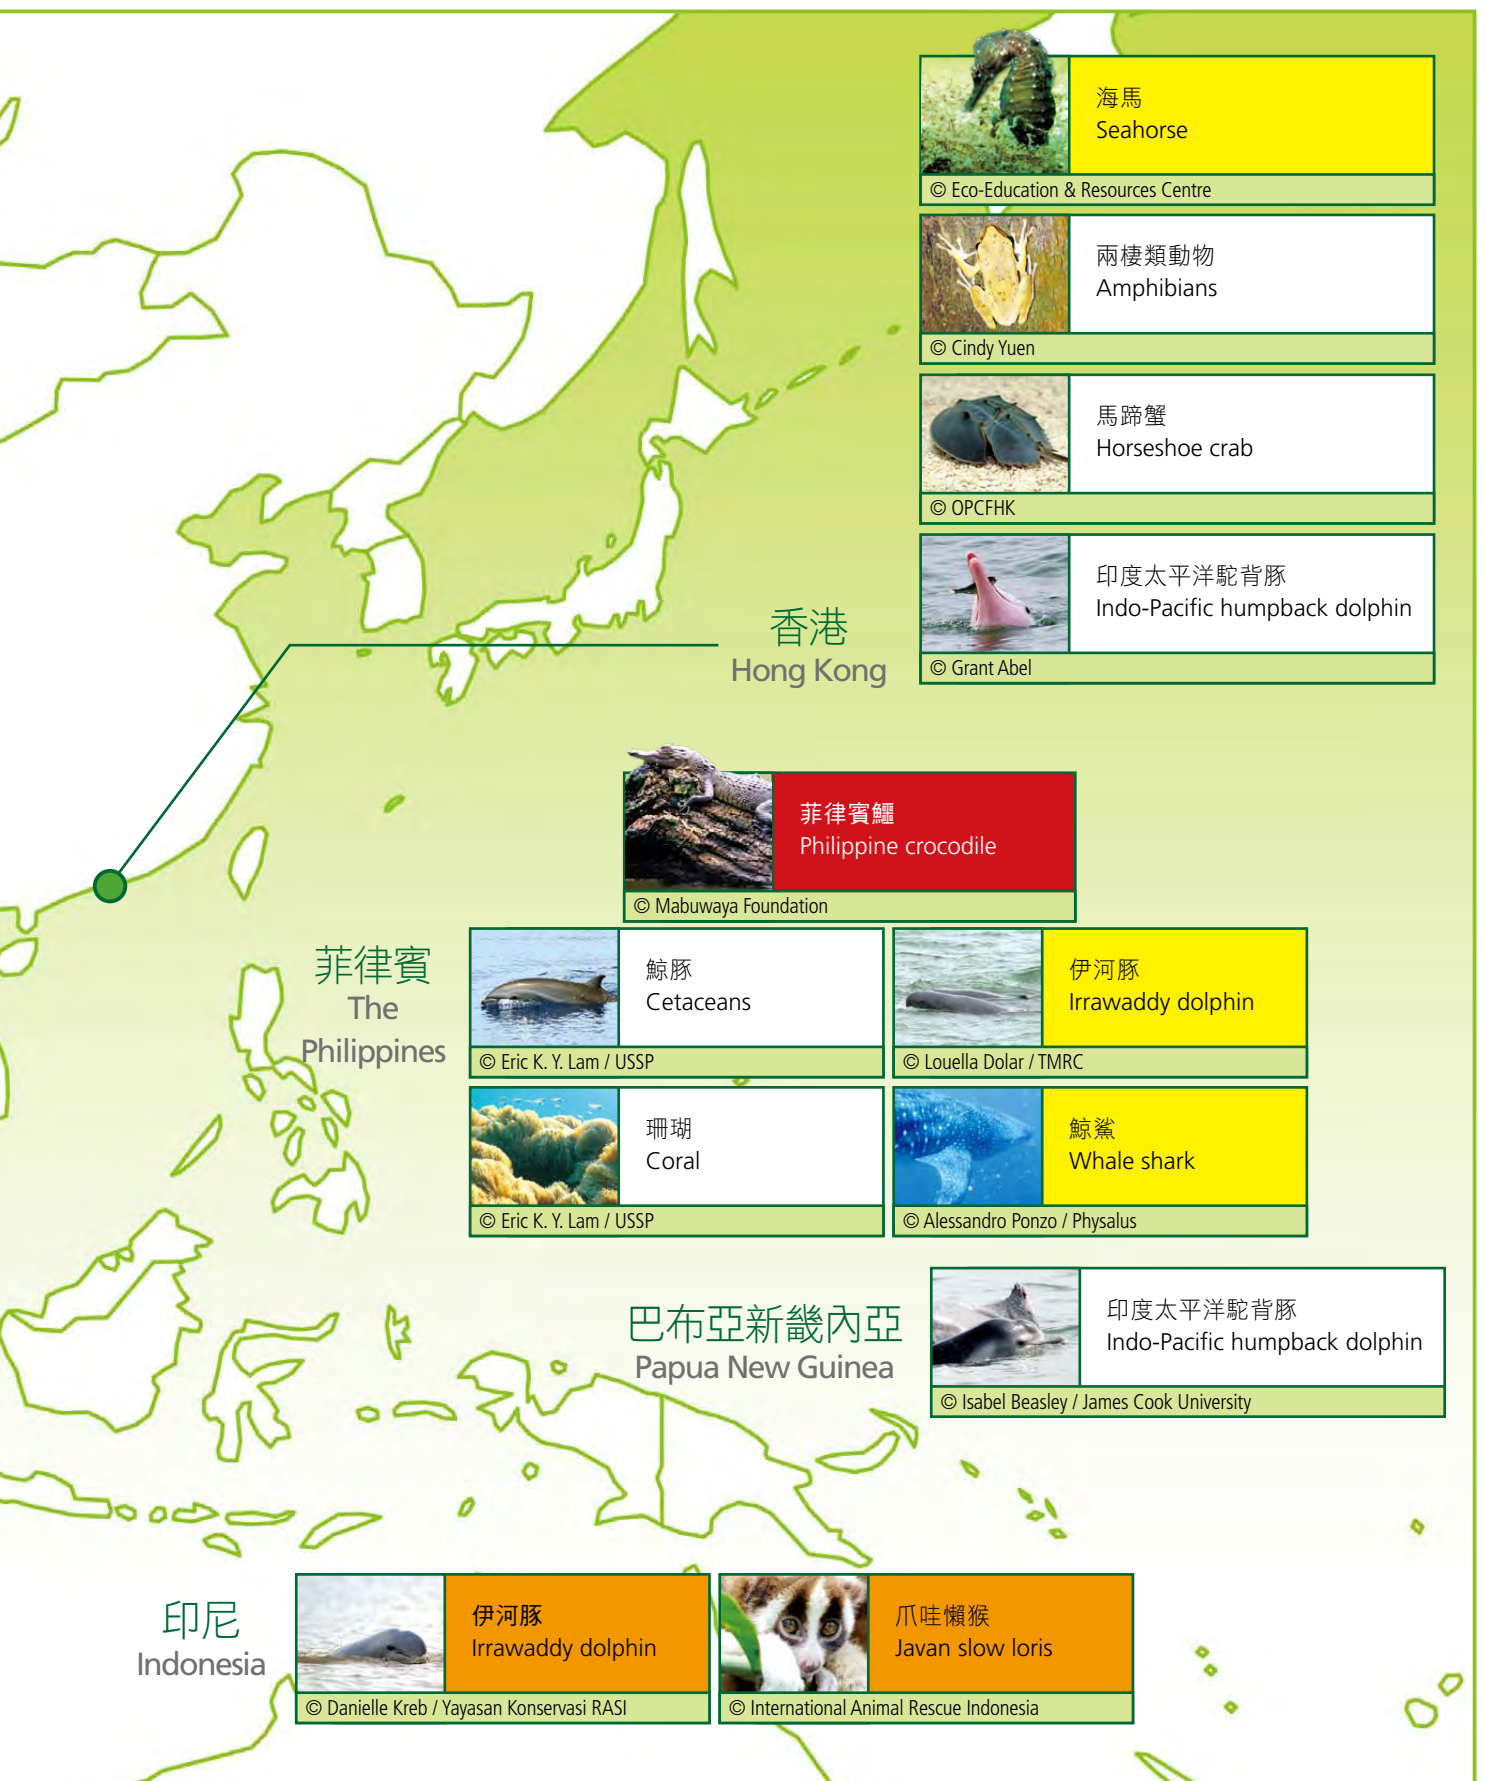 海馬
Seahorse
© Eco-Education & Resources Centre
兩棲類動物
Amphibians
© Cindy Yuen
馬蹄蟹
Horseshoe crab
© OPCFHK
印度太平洋駝背豚
Indo-Pacific humpback dolphin
© Grant Abel
香港
Hong Kong
菲律賓鱷
Philippine crocodile
© Mabuwaya Foundation
菲律賓
The
Philippines
鯨豚
Cetaceans
© Eric K. Y. Lam / USSP
伊河豚
Irrawaddy dolphin
© Louella Dolar / TMRC
珊瑚
Coral
© Eric K. Y. Lam / USSP
鯨鯊
Whale shark
© Alessandro Ponzo / Physalus
巴布亞新畿內亞
Papua New Guinea
印度太平洋駝背豚
Indo-Pacific humpback dolphin
© Isabel Beasley / James Cook University
印尼
Indonesia
伊河豚
Irrawaddy dolphin
© Danielle Kreb / Yayasan Konservasi RASI
爪哇懶猴
Javan slow loris
© International Animal Rescue Indonesia